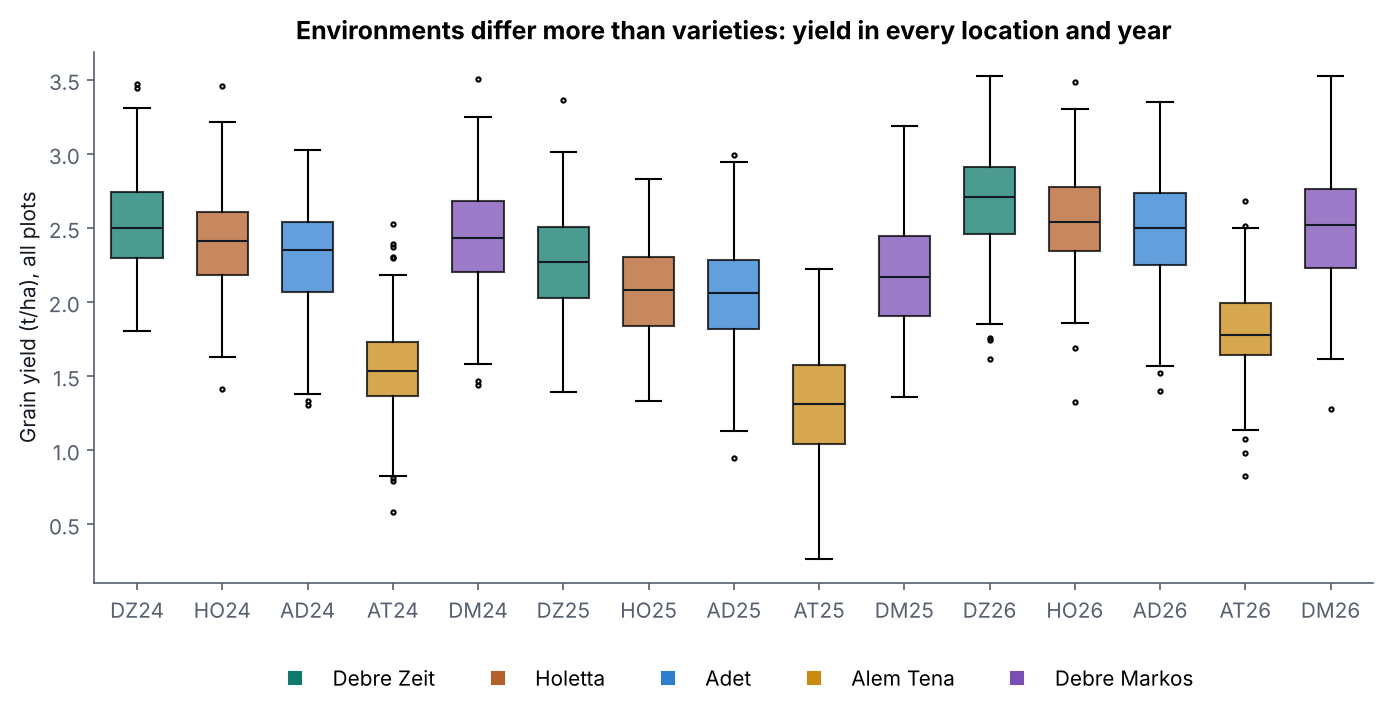 Environments differ more than varieties: yield in every location and year
Grain yield (t/ha), all plots
3.5
3.0
2.5
2.0
1.5
1.0
0.5
DZ24 HO24 AD24 AT24 DM24 DZ25 HO25 AD25 AT25 DM25 DZ26 HO26 AD26 AT26 DM26
Debre Zeit Holetta Adet Alem Tena Debre Markos